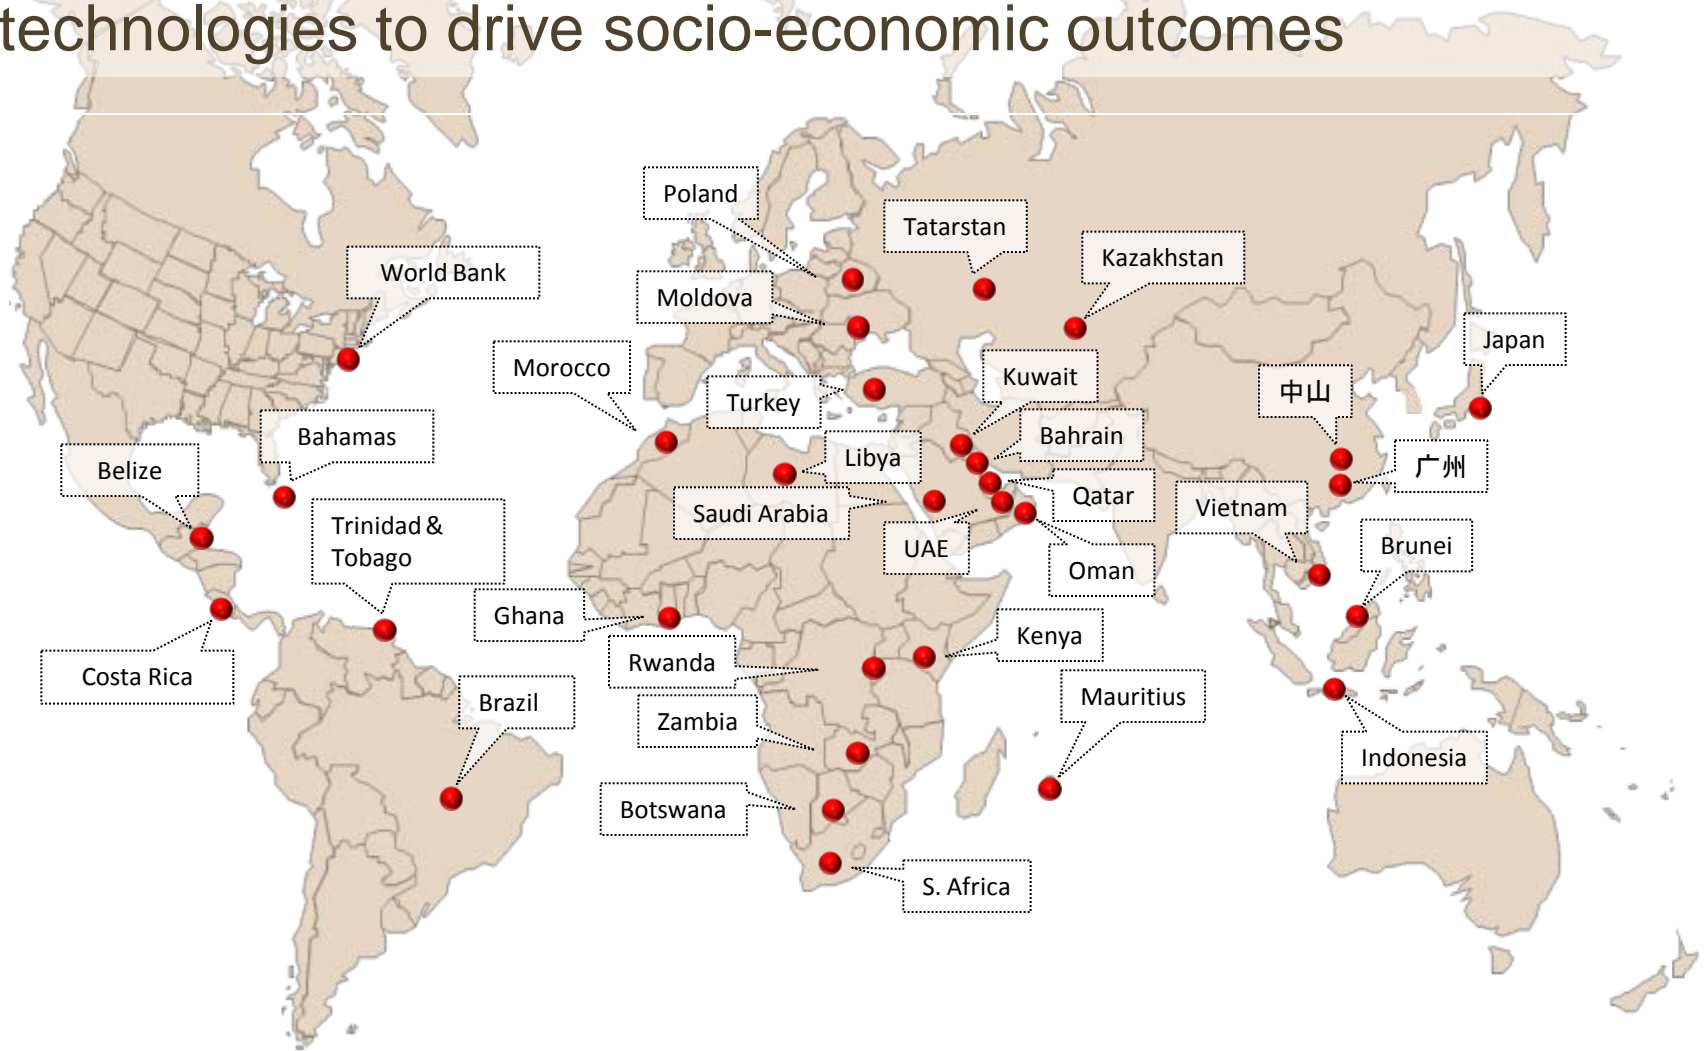 technologies to drive socio-economic outcomes
Poland
Tatarstan
Kazakhstan
World Bank
Moldova
Japan
Morocco
Kuwait
中山
Turkey
Bahamas
Bahrain
Belize
Libya
广州
Qatar
Saudi Arabia
Vietnam
Trinidad &
Tobago
UAE
Brunei
Oman
Ghana
Kenya
Rwanda
Costa Rica
Mauritius
Brazil
Zambia
Indonesia
Botswana
S. Africa